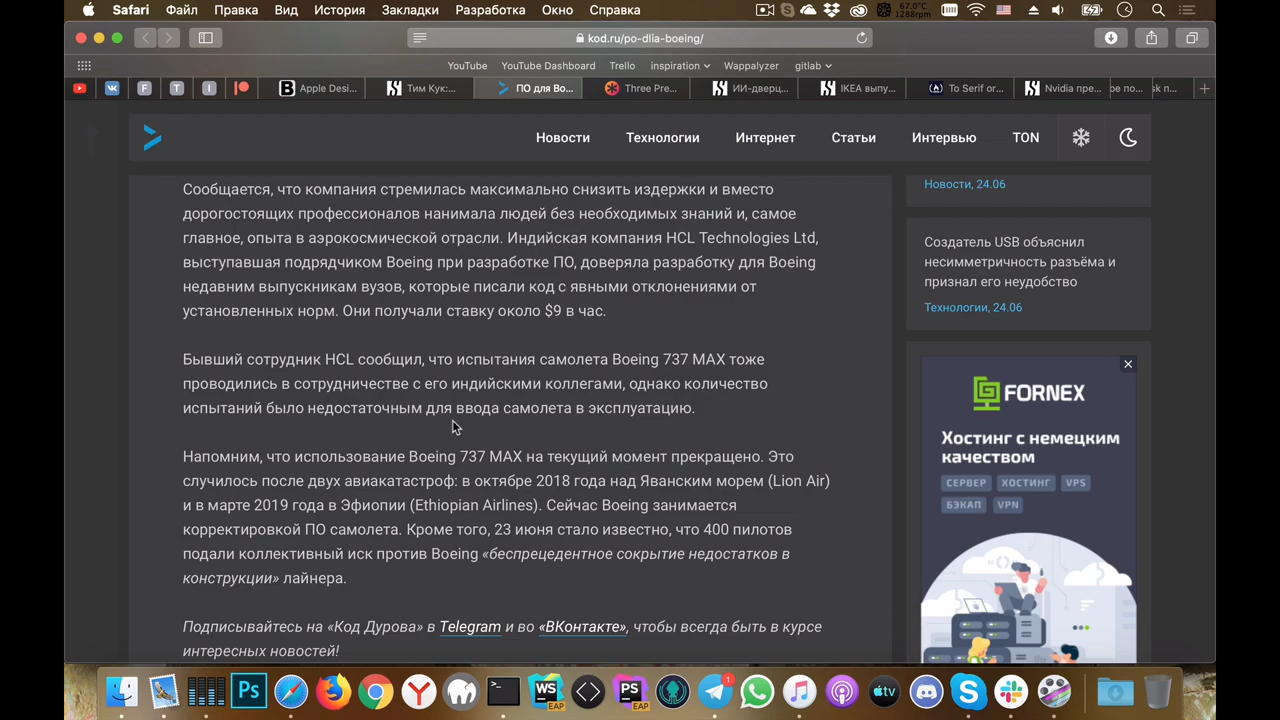 Safari Файл Правка Вид История Закладки Разработка Окно Справка
67.0°C
1288rpm
kod.ru/po-dlia-boeing/
YouTube YouTube Dashboard Trello inspiration Wappalyzer gitlab
F T I Apple Desi... Тим Кук:... ПО для Bo... Three Pre... ИИ-дверц... IKEA выпу... To Serif or... Nvidia пре...
Новости Технологии Интернет Статьи Интервью TON
Сообщается, что компания стремилась максимально снизить издержки и вместо
дорогостоящих профессионалов нанимала людей без необходимых знаний и, самое
главное, опыта в аэрокосмической отрасли. Индийская компания HCL Technologies Ltd,
выступавшая подрядчиком Boeing при разработке ПО, доверяла разработку для Boeing
недавним выпускникам вузов, которые писали код с явными отклонениями от
установленных норм. Они получали ставку около $9 в час.
Бывший сотрудник HCL сообщил, что испытания самолета Boeing 737 MAX тоже
проводились в сотрудничестве с его индийскими коллегами, однако количество
испытаний было недостаточным для ввода самолета в эксплуатацию.
Напомним, что использование Boeing 737 MAX на текущий момент прекращено. Это
случилось после двух авиакатастроф: в октябре 2018 года над Яванским морем (Lion Air)
и в марте 2019 года в Эфиопии (Ethiopian Airlines). Сейчас Boeing занимается
корректировкой ПО самолета. Кроме того, 23 июня стало известно, что 400 пилотов
подали коллективный иск против Boeing «беспрецедентное сокрытие недостатков в
конструкции» лайнера.
Подписывайтесь на «Код Дурова» в Telegram и во «ВКонтакте», чтобы всегда быть в курсе
интересных новостей!
Новости, 24.06
Создатель USB объяснил
несимметричность разъёма и
признал его неудобство
Технологии, 24.06
FORNEX
Хостинг с немецким
качеством
СЕРВЕР ХОСТИНГ VPS
БЭКАП VPN
Ps WS EAP PS EAP 1 tv